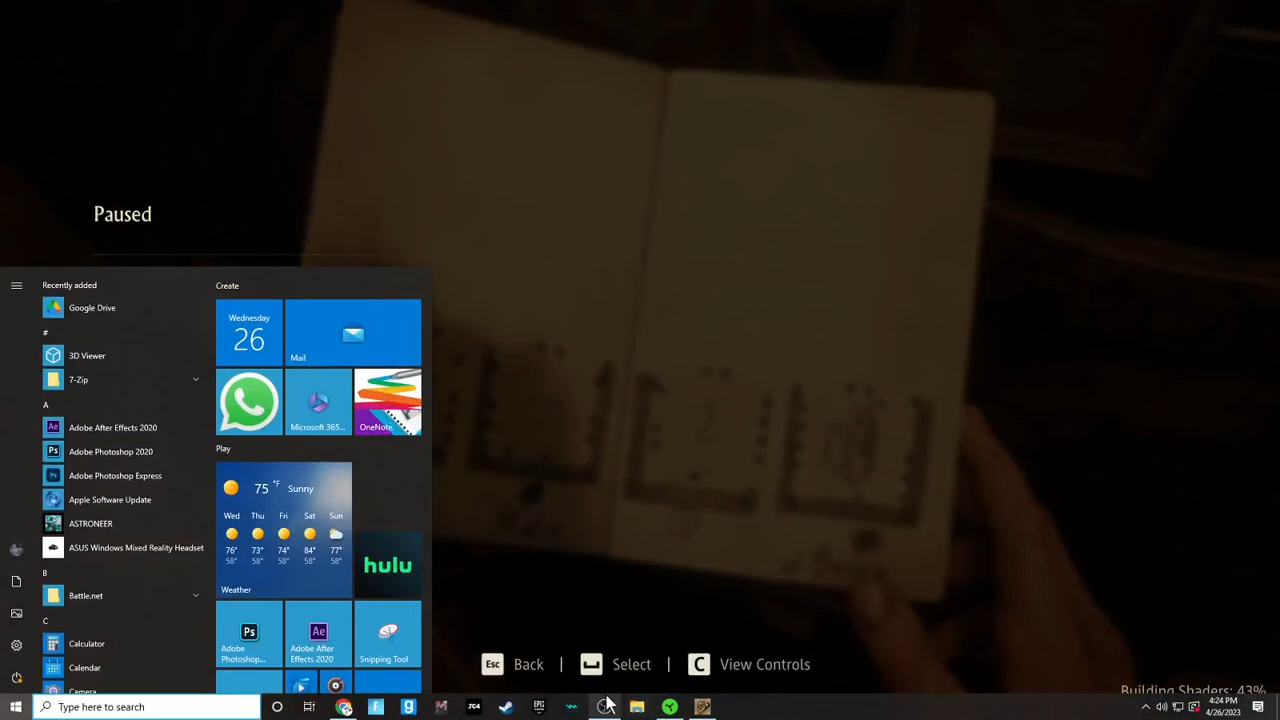 Paused
Recently added
Google Drive
#
3D Viewer
7-Zip
A
Adobe After Effects 2020
Adobe Photoshop 2020
Adobe Photoshop Express
Apple Software Update
ASTRONEER
ASUS Windows Mixed Reality Headset
B
Battle.net
C
Calculator
Calendar
Camera
Create
Wednesday
26
Mail
Microsoft 365...
OneNote
Play
75 °F Sunny
Wed Thu Fri Sat Sun
76° 73° 74° 84° 77°
58° 58° 58° 58° 58°
Weather
hulu
Ps
Adobe Photoshop...
Ae
Adobe After Effects 2020
Snipping Tool
Esc Back | Select | C View Controls
Building Shaders: 43%
Type here to search
4:24 PM
4/26/2023